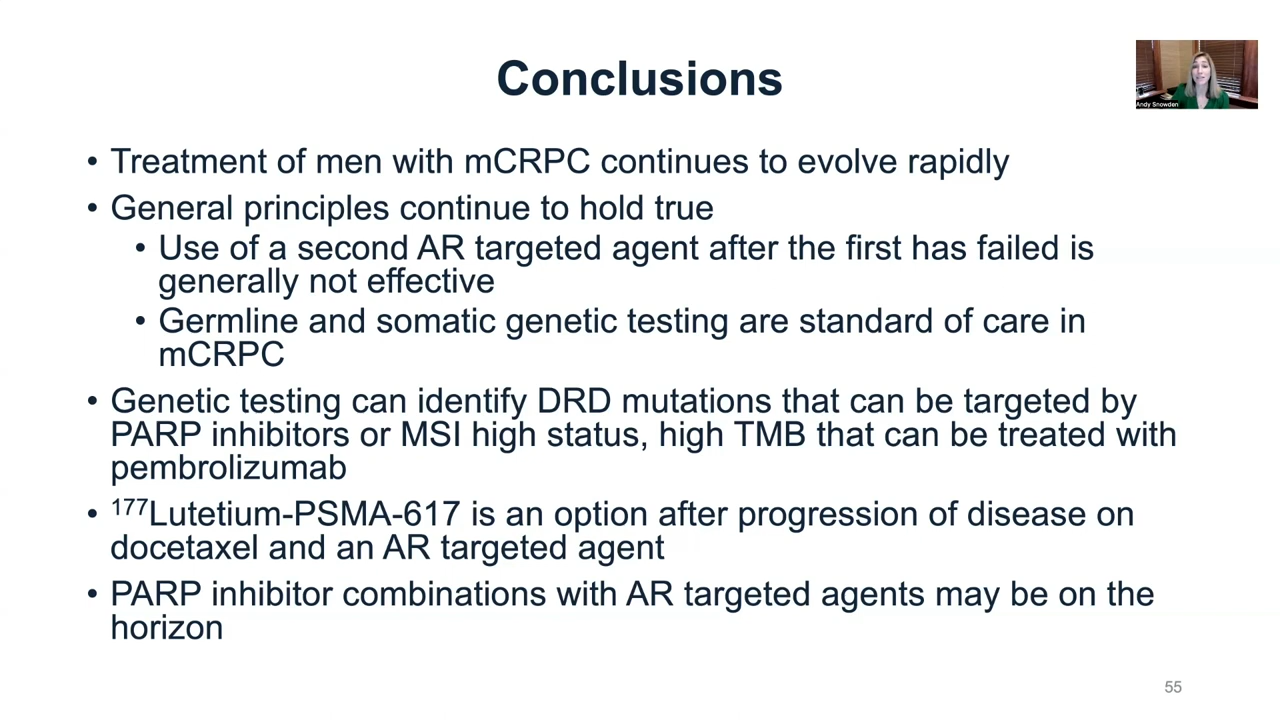 Conclusions
Andy Snowden
• Treatment of men with mCRPC continues to evolve rapidly
• General principles continue to hold true
• Use of a second AR targeted agent after the first has failed is
generally not effective
• Germline and somatic genetic testing are standard of care in
mCRPC
• Genetic testing can identify DRD mutations that can be targeted by
PARP inhibitors or MSI high status, high TMB that can be treated with
pembrolizumab
• ¹⁷⁷Lutetium-PSMA-617 is an option after progression of disease on
docetaxel and an AR targeted agent
• PARP inhibitor combinations with AR targeted agents may be on the
horizon
55